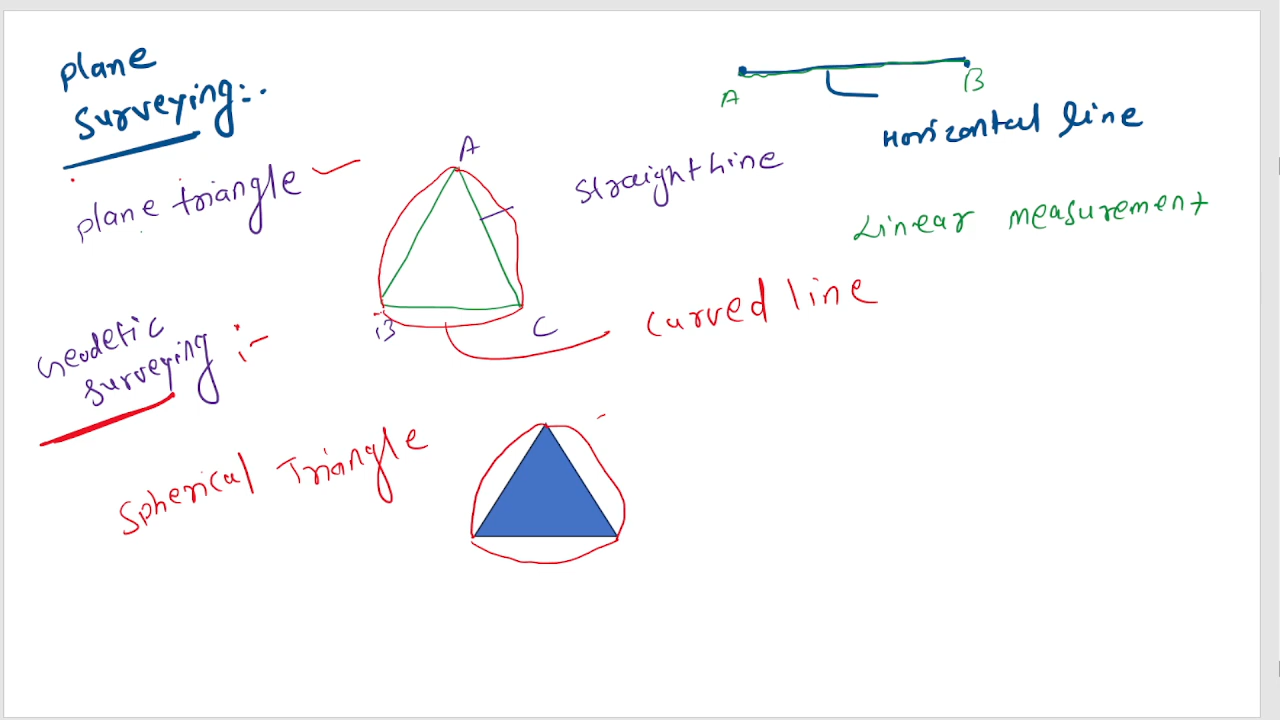 plane
Surveying:-
A
B
Horizontal line
A
plane triangle
straight line
Linear measurement
B
C
curved line
Geodetic
surveying :-
Spherical Triangle